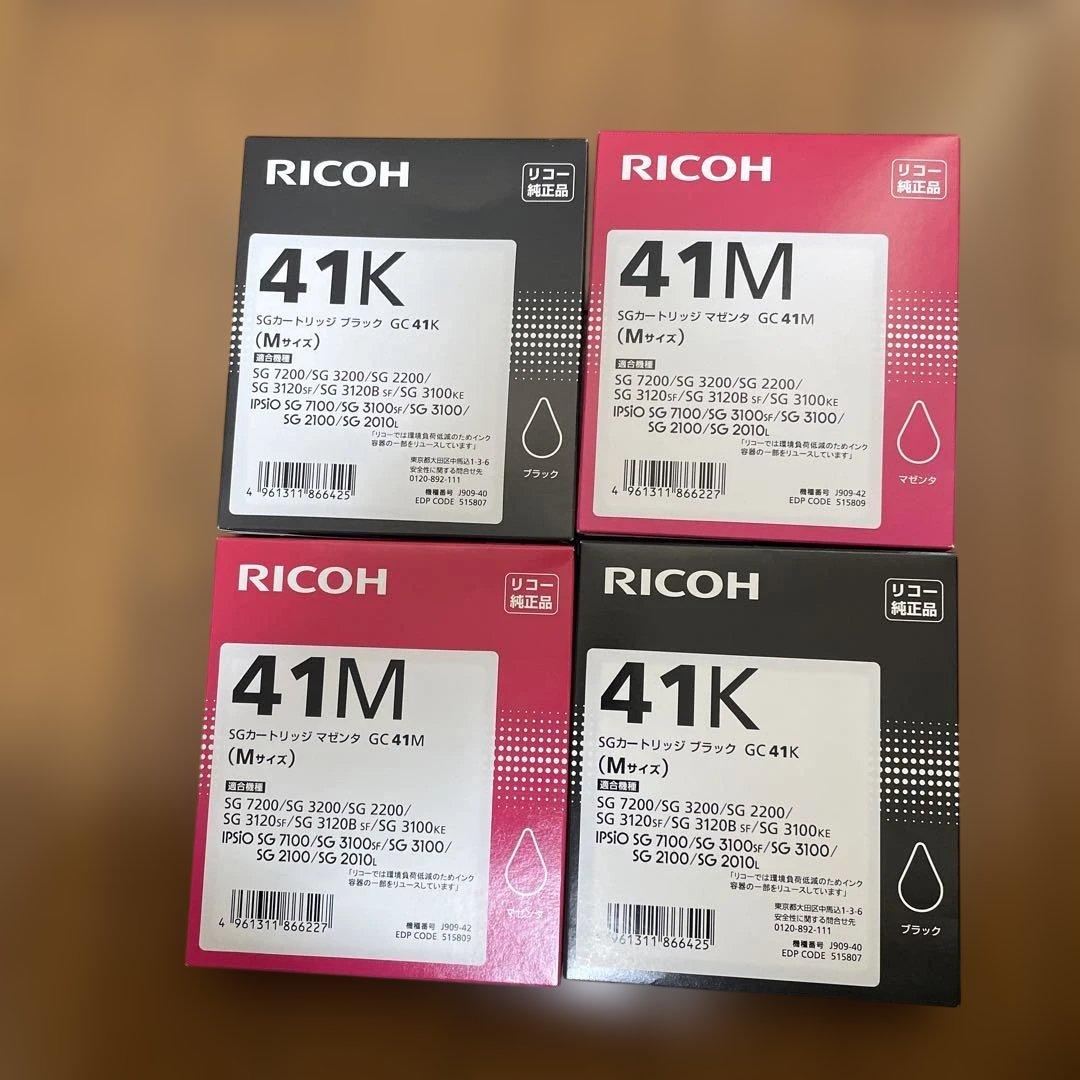 RICOH
リコー
純正品
41K
SGカートリッジ ブラック GC 41K
(Mサイズ)
適合機種
SG 7200/SG 3200/SG 2200/
SG 3120SF/SG 3120B SF/SG 3100KE
IPSiO SG 7100/SG 3100SF/SG 3100/
SG 2100/SG 2010L
「リコーでは環境負荷低減のためインク
容器の一部をリユースしています」
東京都大田区中馬込1-3-6
安全性に関する問合せ先
0120-892-111
4 961311 866425
機種番号 J909-40
EDP CODE 515807
ブラック
RICOH
リコー
純正品
41M
SGカートリッジ マゼンタ GC 41M
(Mサイズ)
適合機種
SG 7200/SG 3200/SG 2200/
SG 3120SF/SG 3120B SF/SG 3100KE
IPSiO SG 7100/SG 3100SF/SG 3100/
SG 2100/SG 2010L
「リコーでは環境負荷低減のためインク
容器の一部をリユースしています」
4 961311 866227
機種番号 J909-42
EDP CODE 515809
マゼンタ
RICOH
リコー
純正品
41M
SGカートリッジ マゼンタ GC 41M
(Mサイズ)
適合機種
SG 7200/SG 3200/SG 2200/
SG 3120SF/SG 3120B SF/SG 3100KE
IPSiO SG 7100/SG 3100SF/SG 3100/
SG 2100/SG 2010L
「リコーでは環境負荷低減のためインク
容器の一部をリユースしています」
4 961311 866227
機種番号 J909-42
EDP CODE 515809
マゼンタ
RICOH
リコー
純正品
41K
SGカートリッジ ブラック GC 41K
(Mサイズ)
適合機種
SG 7200/SG 3200/SG 2200/
SG 3120SF/SG 3120B SF/SG 3100KE
IPSiO SG 7100/SG 3100SF/SG 3100/
SG 2100/SG 2010L
「リコーでは環境負荷低減のためインク
容器の一部をリユースしています」
東京都大田区中馬込1-3-6
安全性に関する問合せ先
0120-892-111
961311 866425
機種番号 J909-40
EDP CODE 515807
ブラック